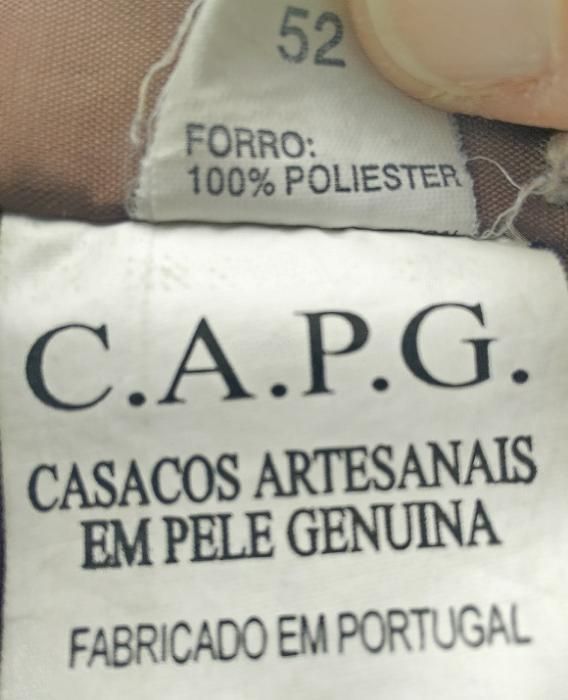 52
FORRO:
100% POLIESTER
C.A.P.G.
CASACOS ARTESANAIS
EM PELE GENUINA
FABRICADO EM PORTUGAL